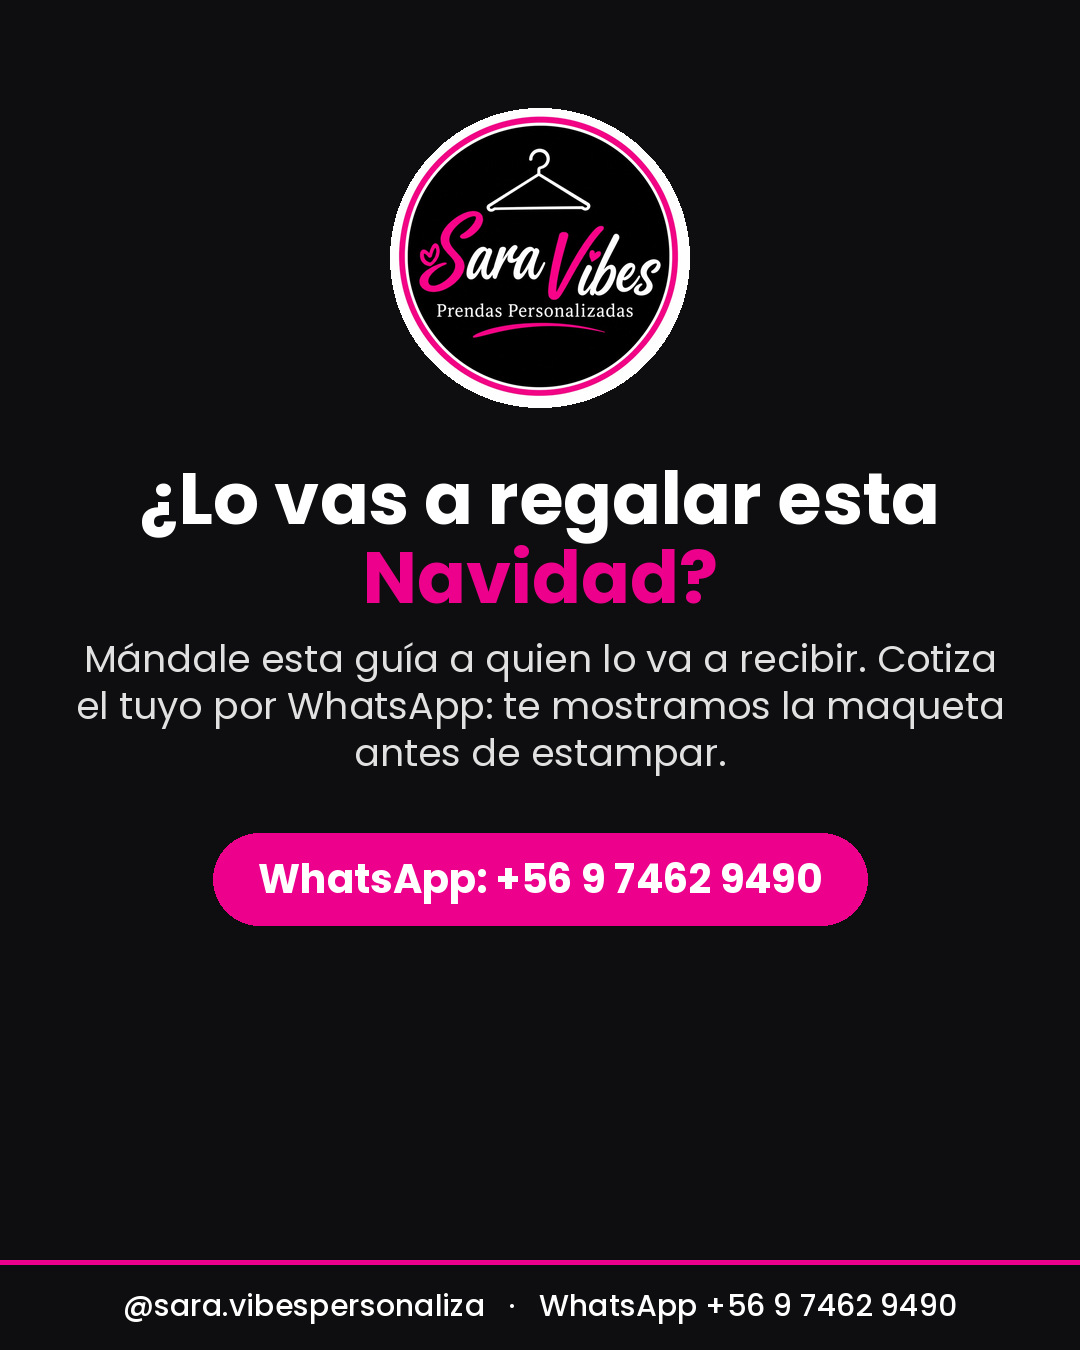 Sara Vibes
Prendas Personalizadas
¿Lo vas a regalar esta
Navidad?
Mándale esta guía a quien lo va a recibir. Cotiza
el tuyo por WhatsApp: te mostramos la maqueta
antes de estampar.
WhatsApp: +56 9 7462 9490
@sara.vibespersonaliza · WhatsApp +56 9 7462 9490